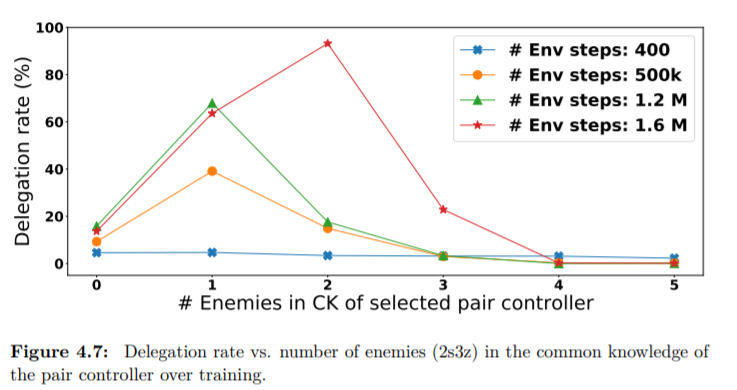 100
80
60
40
20
0
Delegation rate (%)
# Env steps: 400
# Env steps: 500k
# Env steps: 1.2 M
# Env steps: 1.6 M
0 1 2 3 4 5
# Enemies in CK of selected pair controller
Figure 4.7: Delegation rate vs. number of enemies (2s3z) in the common knowledge of
the pair controller over training.